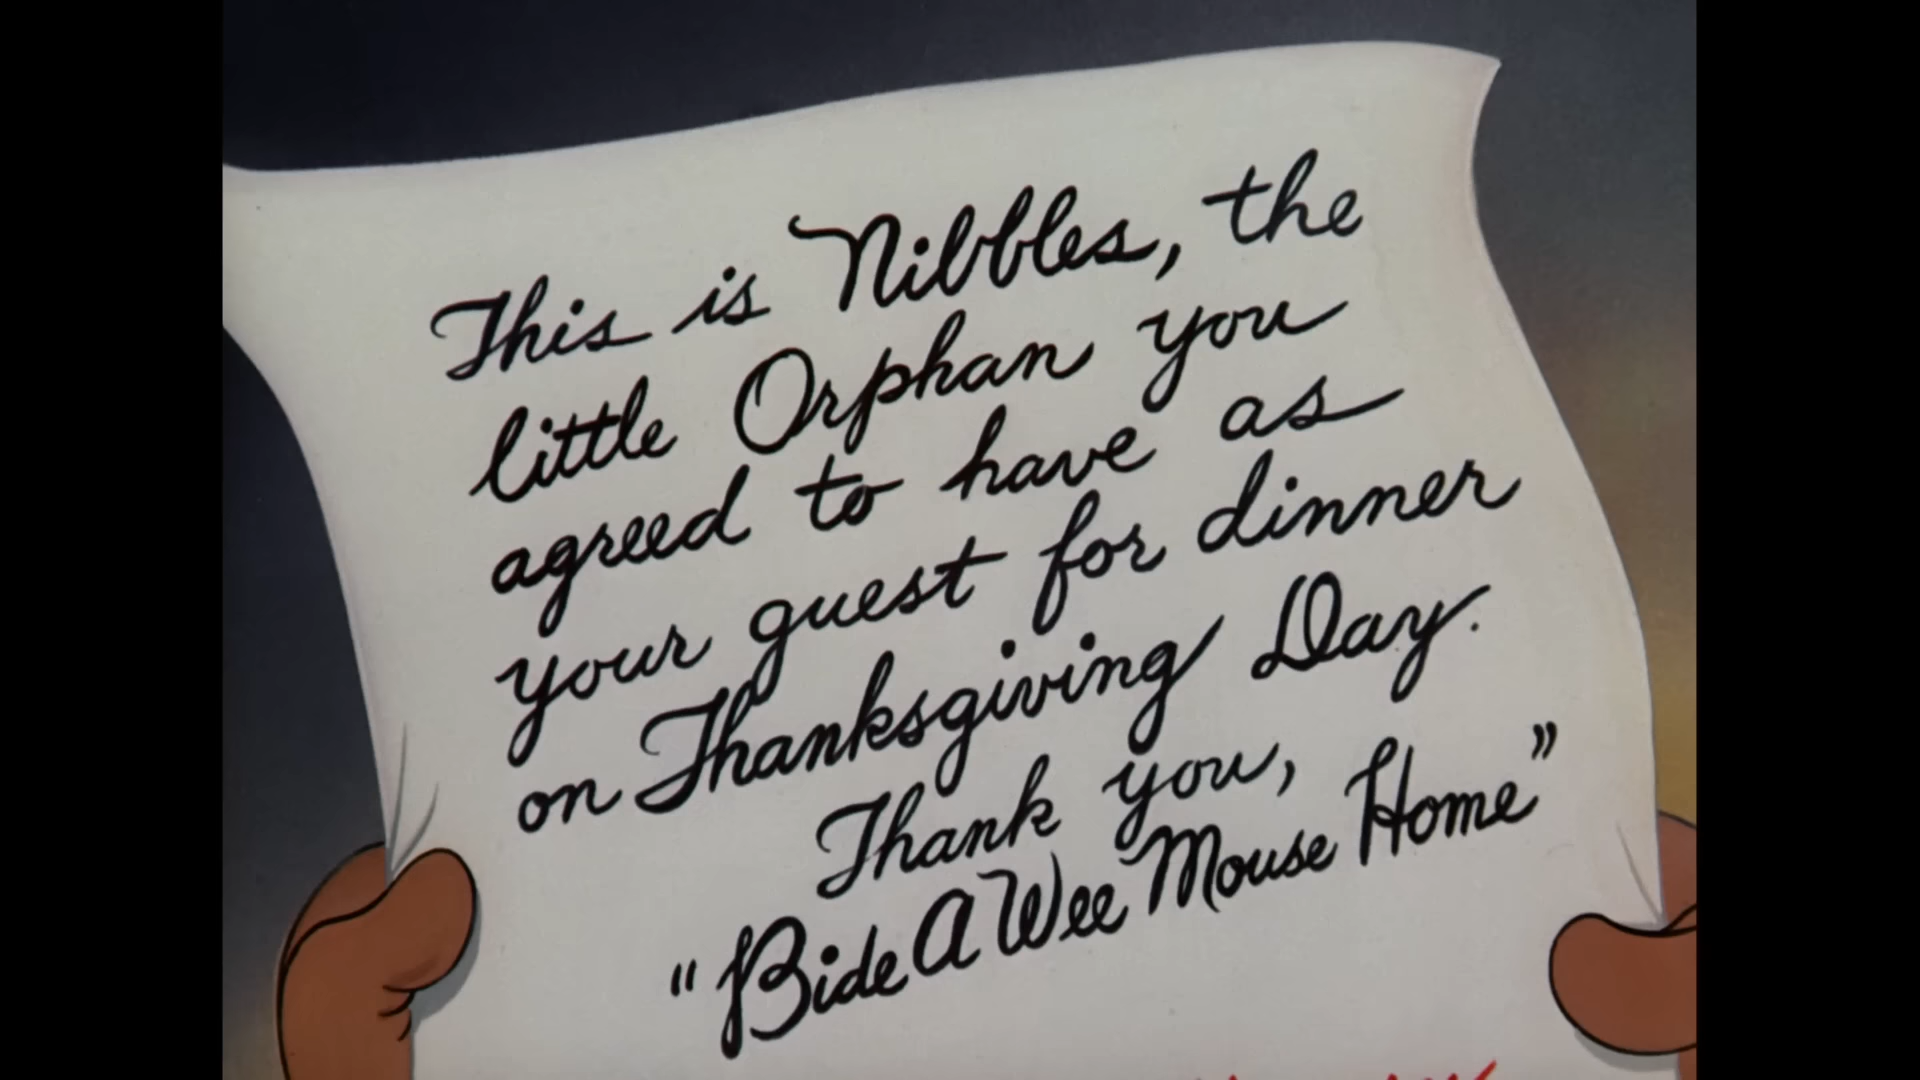 This is Nibbles, the
little Orphan you
agreed to have as
your guest for dinner
on Thanksgiving Day.
Thank you,
"Bide A Wee Mouse Home"